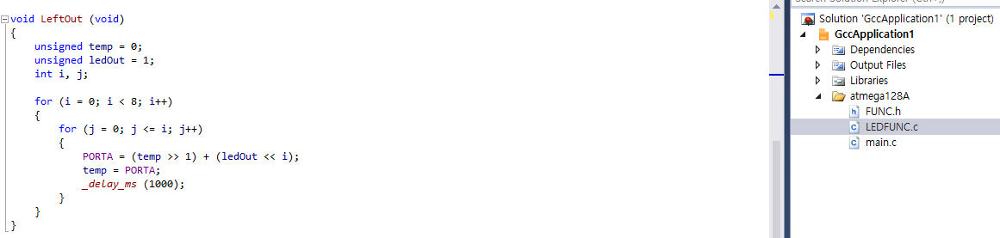 void LeftOut (void)
{
unsigned temp = 0;
unsigned ledOut = 1;
int i, j;
for (i = 0; i < 8; i++)
{
for (j = 0; j <= i; j++)
{
PORTA = (temp >> 1) + (ledOut << i);
temp = PORTA;
_delay_ms (1000);
}
}
}
Solution 'GccApplication1' (1 project)
GccApplication1
Dependencies
Output Files
Libraries
atmega128A
FUNC.h
LEDFUNC.c
main.c